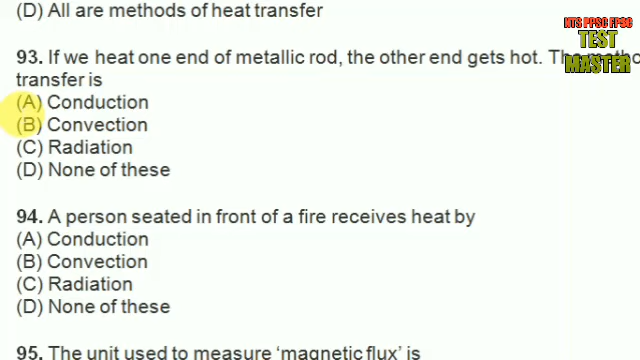 (D) All are methods of heat transfer
NTS PPSC FPSC
TEST
MASTER
93. If we heat one end of metallic rod, the other end gets hot.
transfer is
(A) Conduction
(B) Convection
(C) Radiation
(D) None of these
94. A person seated in front of a fire receives heat by
(A) Conduction
(B) Convection
(C) Radiation
(D) None of these
95. The unit used to measure 'magnetic flux' is